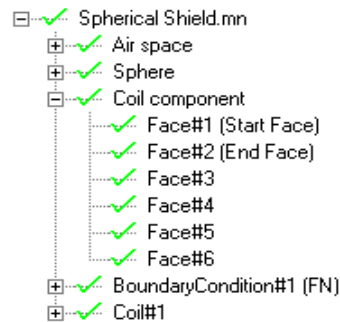 Spherical Shield.mn
Air space
Sphere
Coil component
Face#1 (Start Face)
Face#2 (End Face)
Face#3
Face#4
Face#5
Face#6
BoundaryCondition#1 (FN)
Coil#1